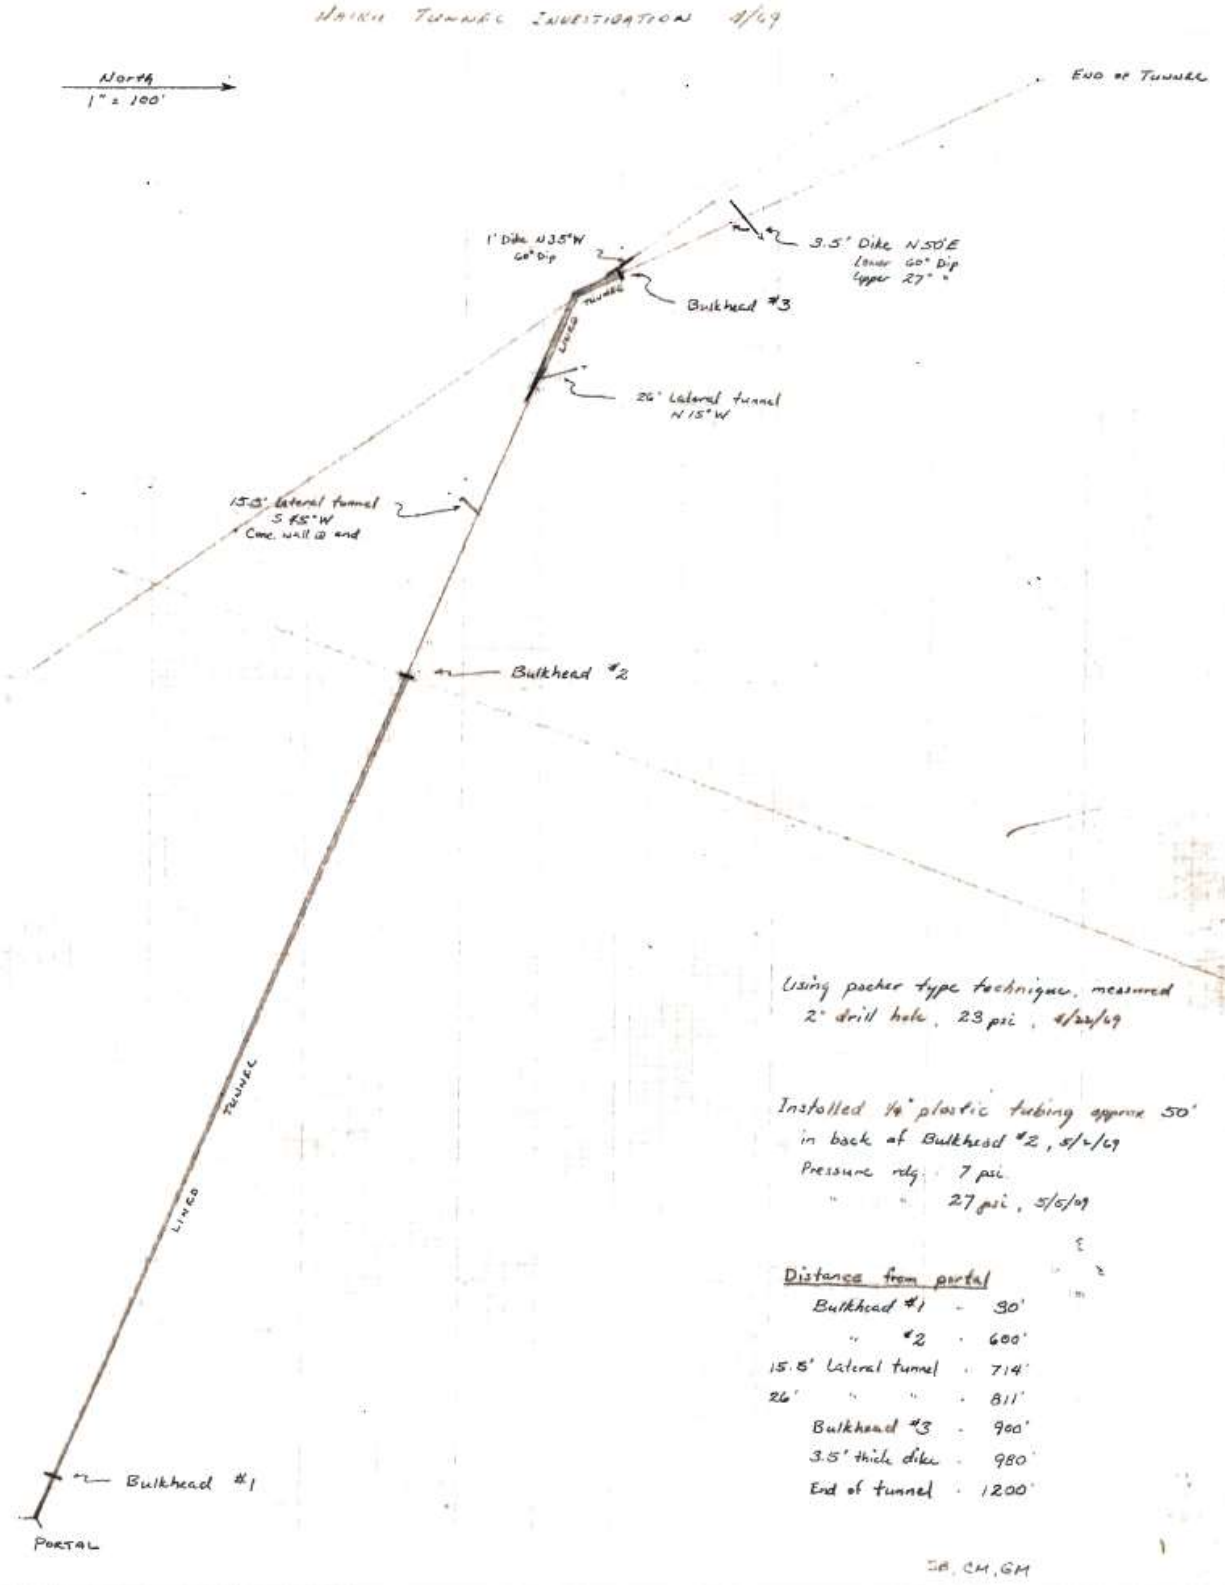 HAIKU TUNNEL INVESTIGATION 4/69
North
1" = 100'
END OF TUNNEL
1' Dike N35°W
60° Dip
3.5' Dike N50°E
Lower 60° Dip
Upper 27° "
TUNNEL
Bulkhead #3
LINED
26' Lateral tunnel
N 15° W
15.5' Lateral tunnel
S 45° W
Conc. wall @ end
Bulkhead #2
Using packer type technique, measured
2" drill hole, 23 psi, 4/22/69
TUNNEL
Installed 1/4" plastic tubing approx 50'
in back of Bulkhead #2, 5/2/69
Pressure rdg. 7 psi
" " 27 psi, 5/5/69
LINED
Distance from portal
Bulkhead #1 - 30'
" #2 - 600'
15.5' Lateral tunnel - 714'
26' " " - 811'
Bulkhead #3 - 900'
3.5' thick dike - 980'
End of tunnel - 1200'
Bulkhead #1
PORTAL
CM, GM